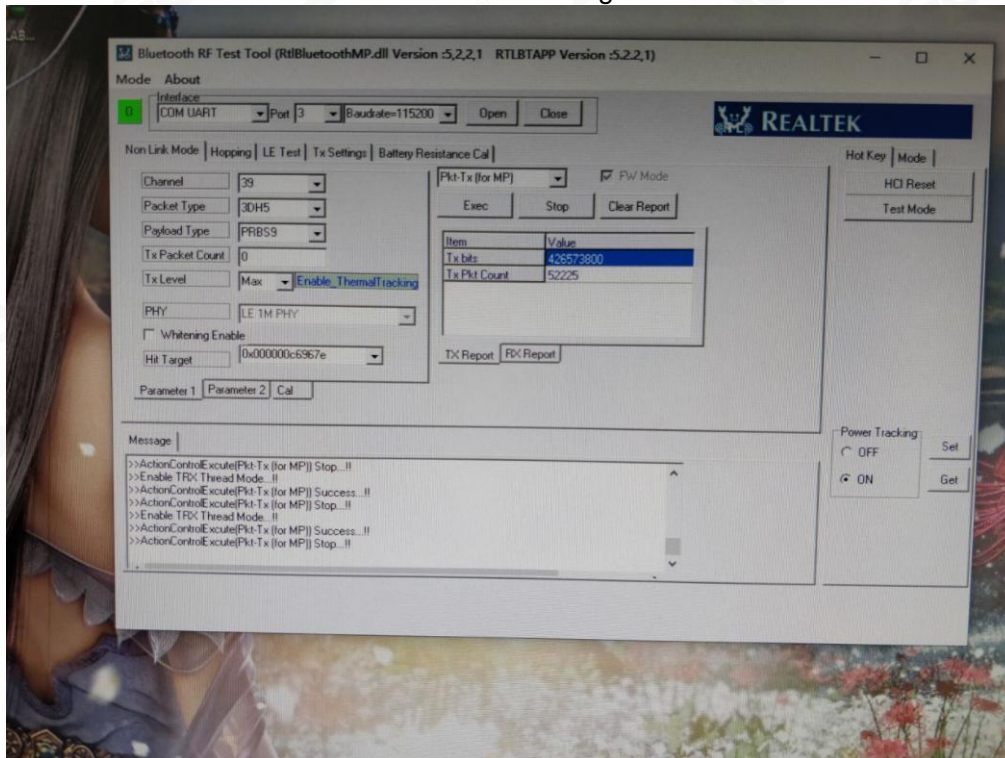 Bluetooth RF Test Tool (RtlBluetoothMP.dll Version :5,2,2,1 RTLBTAPP Version :5.2.2,1)
Mode About
Interface
0 COM UART Port 3 Baudrate=115200 Open Close
REALTEK
Non Link Mode Hopping LE Test Tx Settings Battery Resistance Cal
Hot Key Mode
Channel 39
Pkt-Tx (for MP) FW Mode
HCI Reset
Packet Type 3DH5
Exec Stop Clear Report
Test Mode
Payload Type PRBS9
Item Value
Tx Packet Count 0
Tx bits 426573800
Tx Pkt Count 52225
Tx Level Max Enable_ThermalTracking
PHY LE 1M PHY
Whitening Enable
Hit Target 0x000000c6967e
TX Report RX Report
Parameter 1 Parameter 2 Cal
Message
Power Tracking
OFF Set
ON Get
>>ActionControlExcute(Pkt-Tx (for MP)) Stop...!!
>>Enable TRX Thread Mode...!!
>>ActionControlExcute(Pkt-Tx (for MP)) Success...!!
>>ActionControlExcute(Pkt-Tx (for MP)) Stop...!!
>>Enable TRX Thread Mode...!!
>>ActionControlExcute(Pkt-Tx (for MP)) Success...!!
>>ActionControlExcute(Pkt-Tx (for MP)) Stop...!!